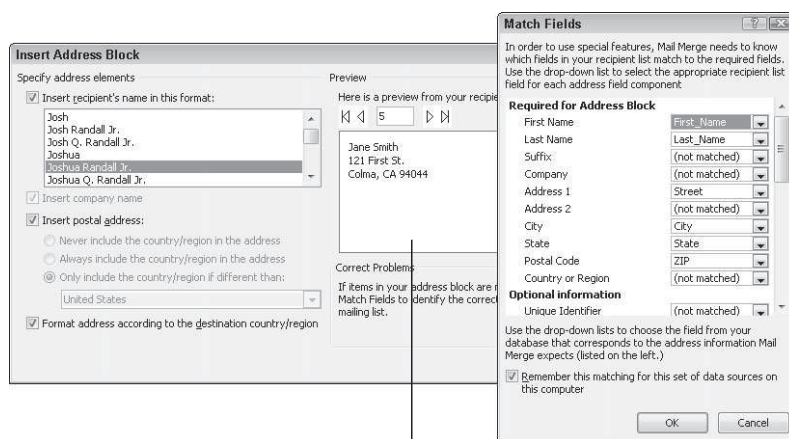 Insert Address Block
Specify address elements
Insert recipient's name in this format:
Josh
Josh Randall Jr.
Josh Q. Randall Jr.
Joshua
Joshua Randall Jr.
Joshua Q. Randall Jr.
Insert company name
Insert postal address:
Never include the country/region in the address
Always include the country/region in the address
Only include the country/region if different than:
United States
Format address according to the destination country/region
Preview
Here is a preview from your recipie
5
Jane Smith
121 First St.
Colma, CA 94044
Correct Problems
If items in your address block are
Match Fields to identify the correct
mailing list.
Match Fields
In order to use special features, Mail Merge needs to know
which fields in your recipient list match to the required fields.
Use the drop-down list to select the appropriate recipient list
field for each address field component
Required for Address Block
First Name First_Name
Last Name Last_Name
Suffix (not matched)
Company (not matched)
Address 1 Street
Address 2 (not matched)
City City
State State
Postal Code ZIP
Country or Region (not matched)
Optional information
Unique Identifier (not matched)
Use the drop-down lists to choose the field from your
database that corresponds to the address information Mail
Merge expects (listed on the left.)
Remember this matching for this set of data sources on
this computer
OK Cancel